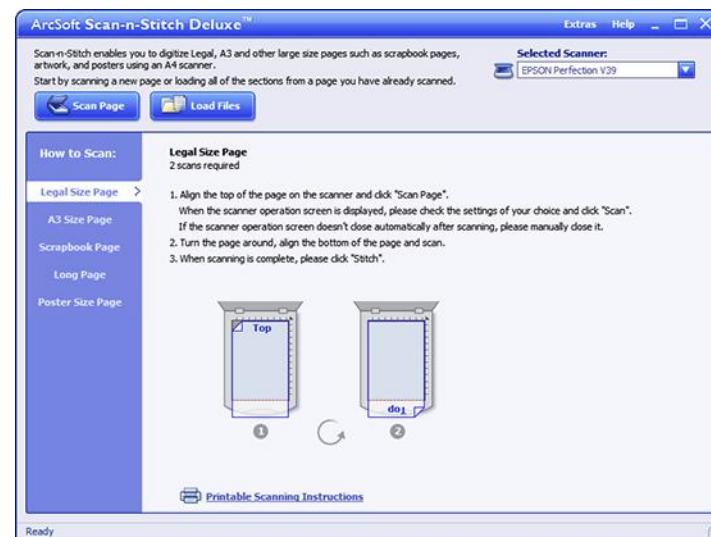 ArcSoft Scan-n-Stitch Deluxe™
Extras Help
Scan-n-Stitch enables you to digitize Legal, A3 and other large size pages such as scrapbook pages,
artwork, and posters using an A4 scanner.
Start by scanning a new page or loading all of the sections from a page you have already scanned.
Selected Scanner:
EPSON Perfection V39
Scan Page
Load Files
How to Scan:
Legal Size Page
A3 Size Page
Scrapbook Page
Long Page
Poster Size Page
Legal Size Page
2 scans required
1. Align the top of the page on the scanner and click "Scan Page".
When the scanner operation screen is displayed, please check the settings of your choice and click "Scan".
If the scanner operation screen doesn't close automatically after scanning, please manually close it.
2. Turn the page around, align the bottom of the page and scan.
3. When scanning is complete, please click "Stitch".
Top
Top
1
2
Printable Scanning Instructions
Ready